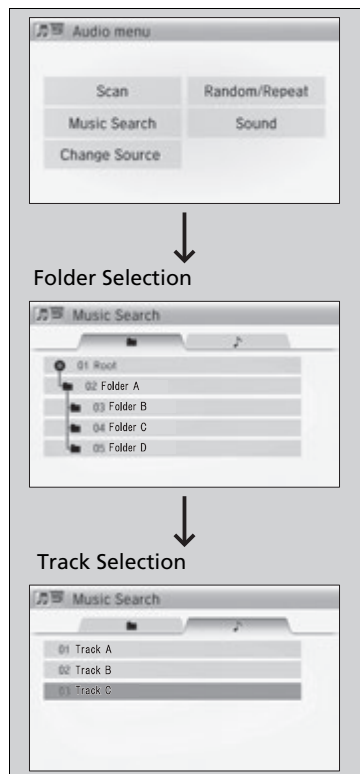 Audio menu
Scan Random/Repeat
Music Search Sound
Change Source
Folder Selection
Music Search
01 Root
02 Folder A
03 Folder B
04 Folder C
05 Folder D
Track Selection
Music Search
01 Track A
02 Track B
03 Track C